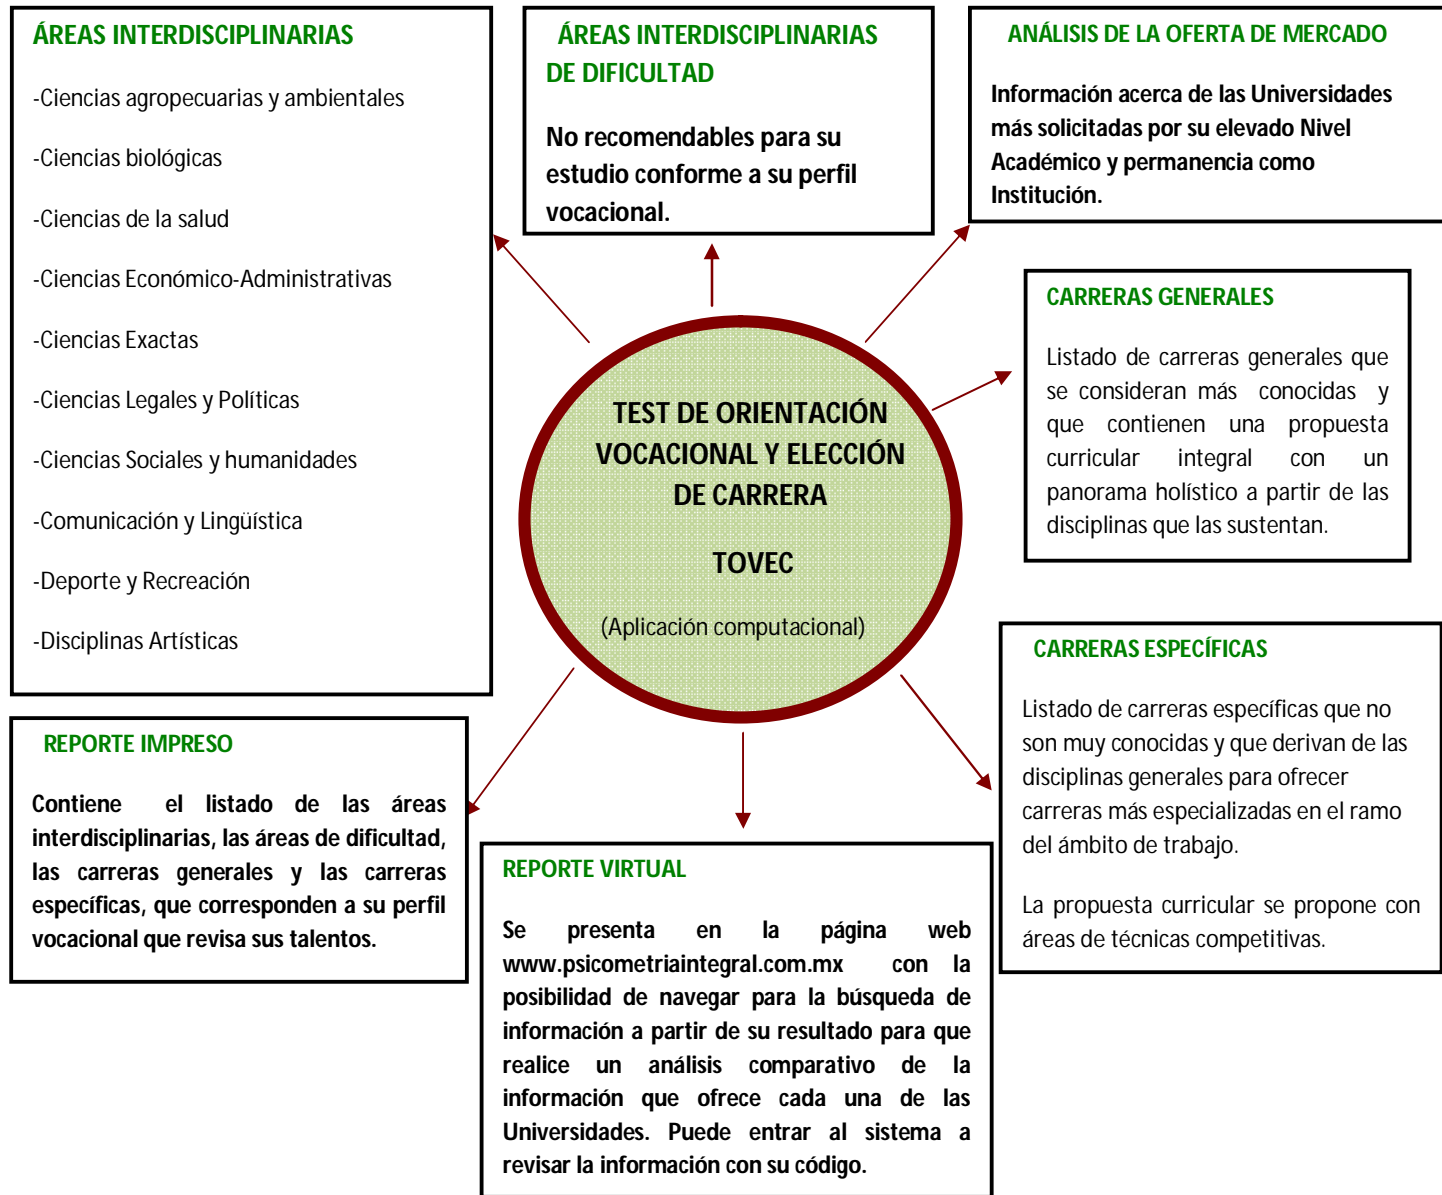 ÁREAS INTERDISCIPLINARIAS
-Ciencias agropecuarias y ambientales
-Ciencias biológicas
-Ciencias de la salud
-Ciencias Económico-Administrativas
-Ciencias Exactas
-Ciencias Legales y Políticas
-Ciencias Sociales y humanidades
-Comunicación y Lingüística
-Deporte y Recreación
-Disciplinas Artísticas
ÁREAS INTERDISCIPLINARIAS
DE DIFICULTAD
No recomendables para su
estudio conforme a su perfil
vocacional.
ANÁLISIS DE LA OFERTA DE MERCADO
Información acerca de las Universidades
más solicitadas por su elevado Nivel
Académico y permanencia como
Institución.
CARRERAS GENERALES
Listado de carreras generales que
se consideran más conocidas y
que contienen una propuesta
curricular integral con un
panorama holístico a partir de las
disciplinas que las sustentan.
TEST DE ORIENTACIÓN
VOCACIONAL Y ELECCIÓN
DE CARRERA
TOVEC
(Aplicación computacional)
CARRERAS ESPECÍFICAS
Listado de carreras específicas que no
son muy conocidas y que derivan de las
disciplinas generales para ofrecer
carreras más especializadas en el ramo
del ámbito de trabajo.
La propuesta curricular se propone con
áreas de técnicas competitivas.
REPORTE IMPRESO
Contiene el listado de las áreas
interdisciplinarias, las áreas de dificultad,
las carreras generales y las carreras
específicas, que corresponden a su perfil
vocacional que revisa sus talentos.
REPORTE VIRTUAL
Se presenta en la página web
www.psicometriaintegral.com.mx con la
posibilidad de navegar para la búsqueda de
información a partir de su resultado para que
realice un análisis comparativo de la
información que ofrece cada una de las
Universidades. Puede entrar al sistema a
revisar la información con su código.